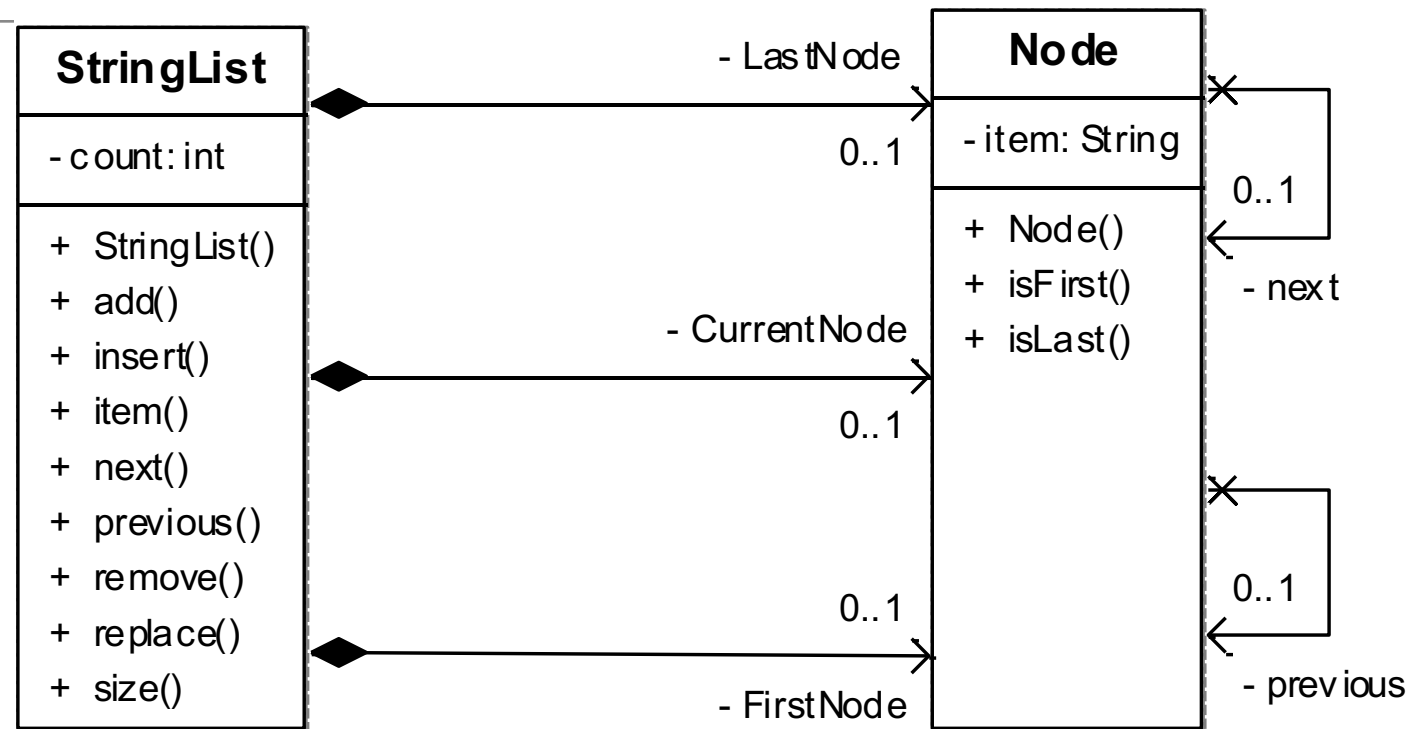 StringList
- count: int
+ StringList()
+ add()
+ insert()
+ item()
+ next()
+ previous()
+ remove()
+ replace()
+ size()
- LastNode
0..1
- CurrentNode
0..1
0..1
- FirstNode
Node
- item: String
+ Node()
+ isFirst()
+ isLast()
0..1
- next
0..1
- previous